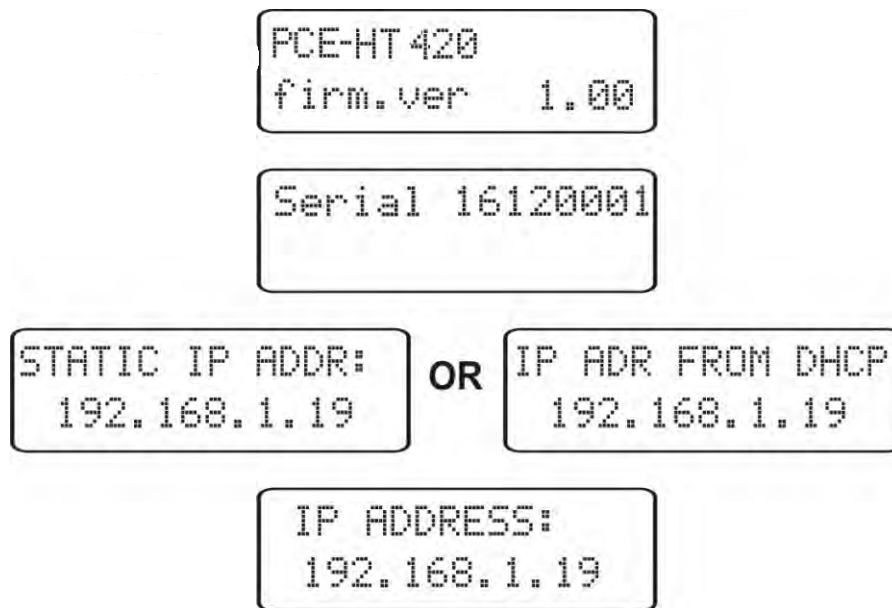 PCE-HT 420
firm.ver 1.00
Serial 16120001
STATIC IP ADDR:
192.168.1.19
OR
IP ADR FROM DHCP
192.168.1.19
IP ADDRESS:
192.168.1.19